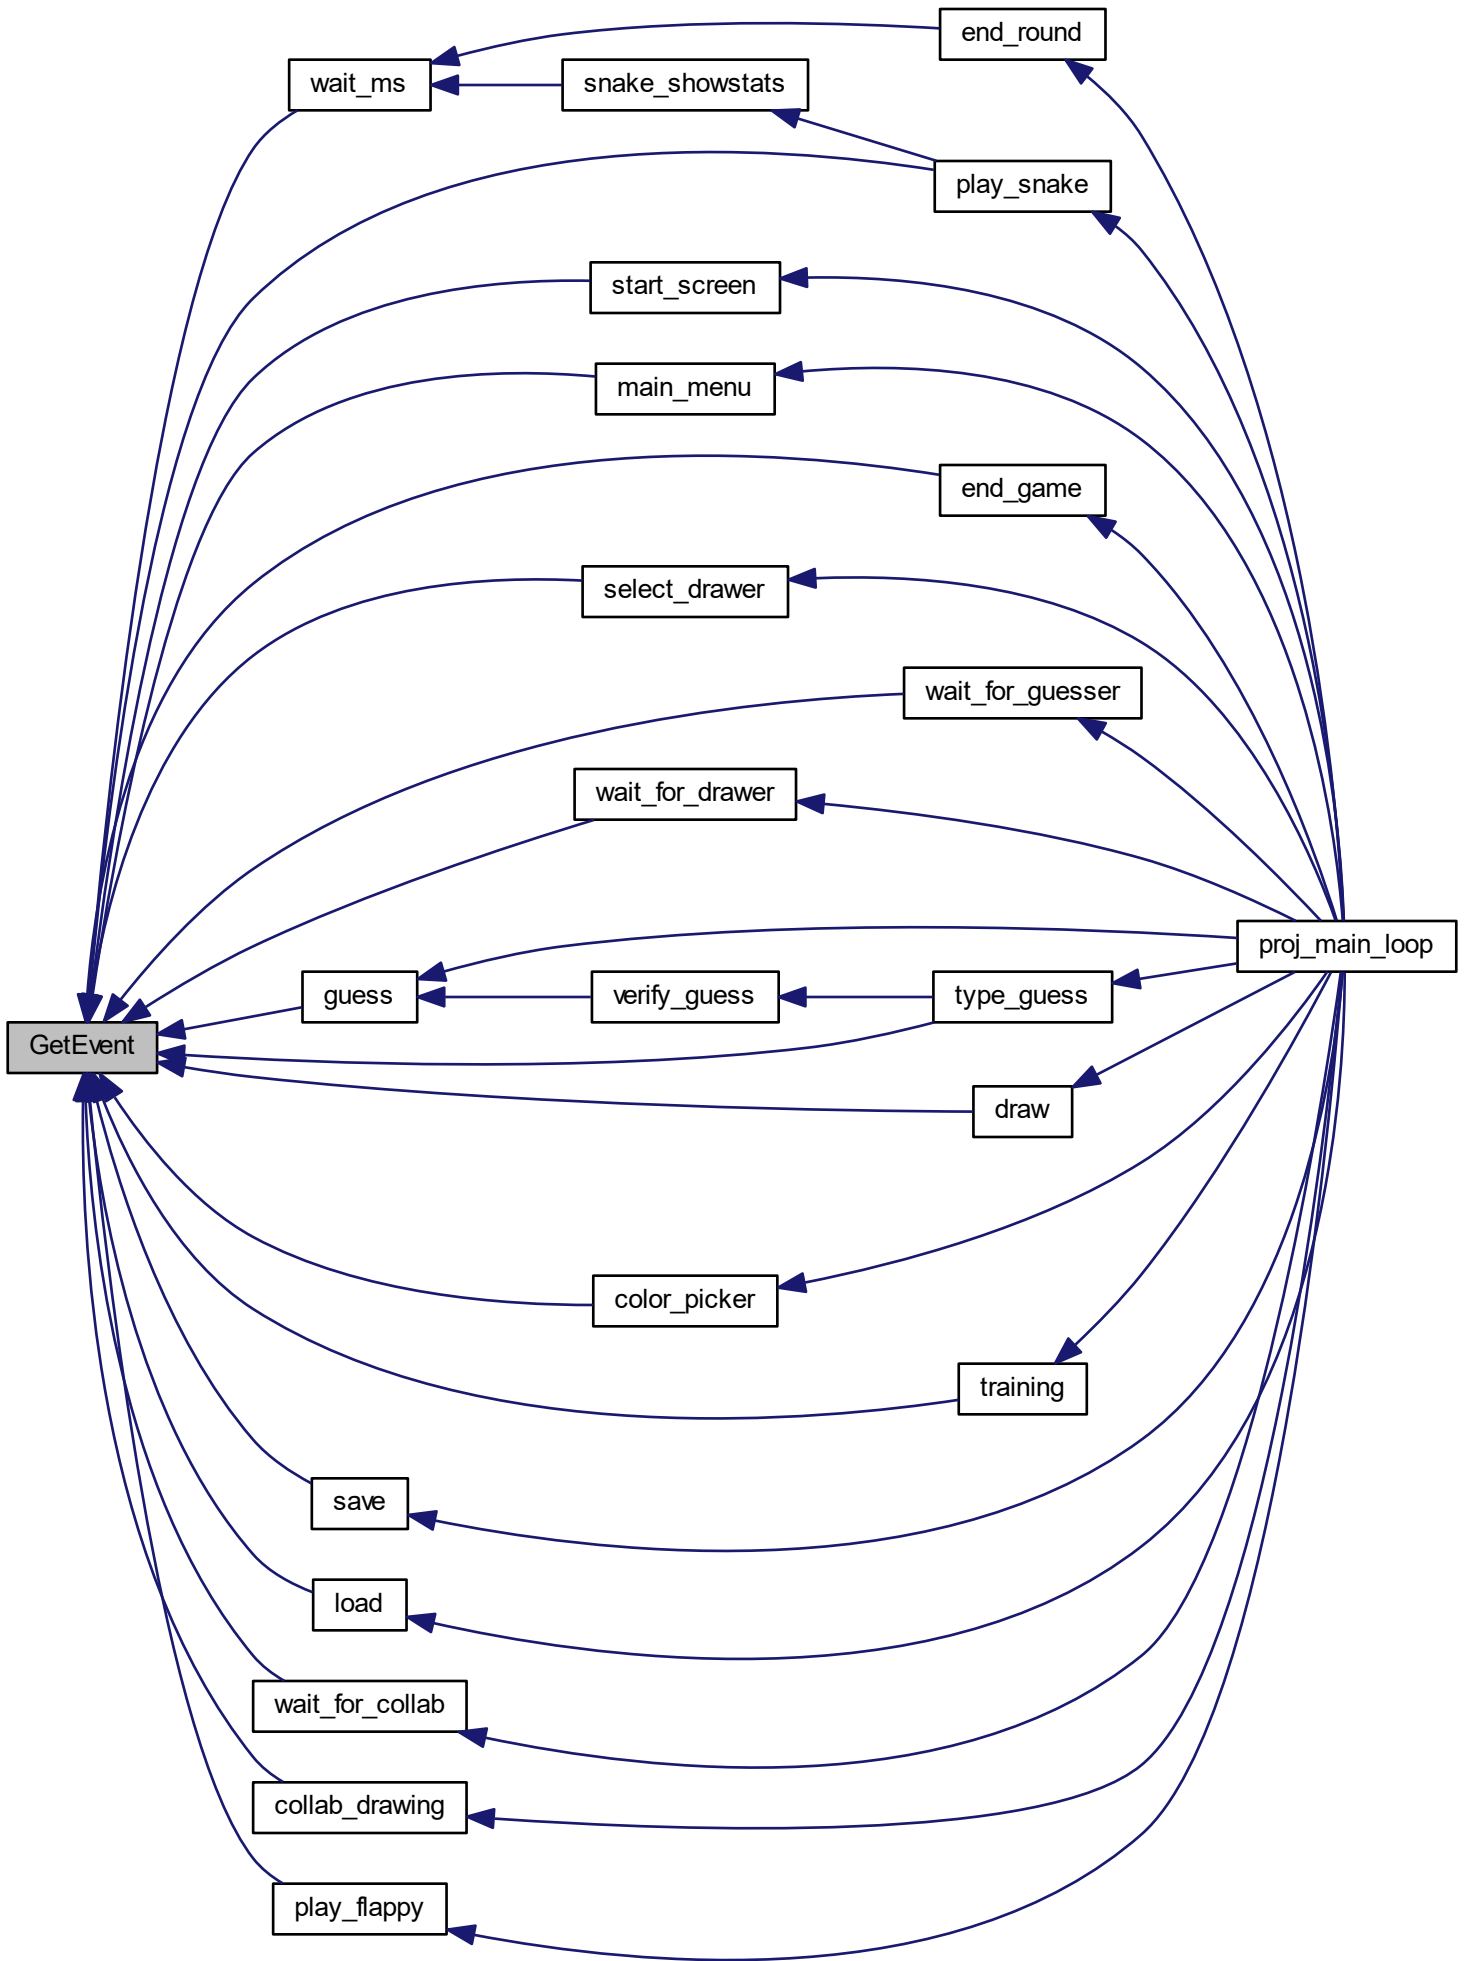 end_round
wait_ms
snake_showstats
play_snake
start_screen
main_menu
end_game
select_drawer
wait_for_guesser
wait_for_drawer
proj_main_loop
guess
verify_guess
type_guess
GetEvent
draw
color_picker
training
save
load
wait_for_collab
collab_drawing
play_flappy